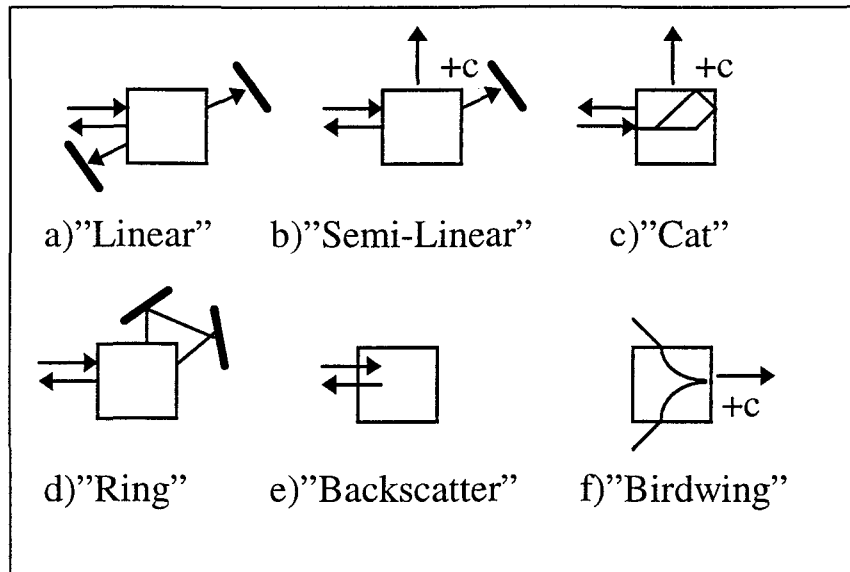 +c
+c
a)”Linear”
b)”Semi-Linear”
c)”Cat”
+c
d)”Ring”
e)”Backscatter”
f)”Birdwing”